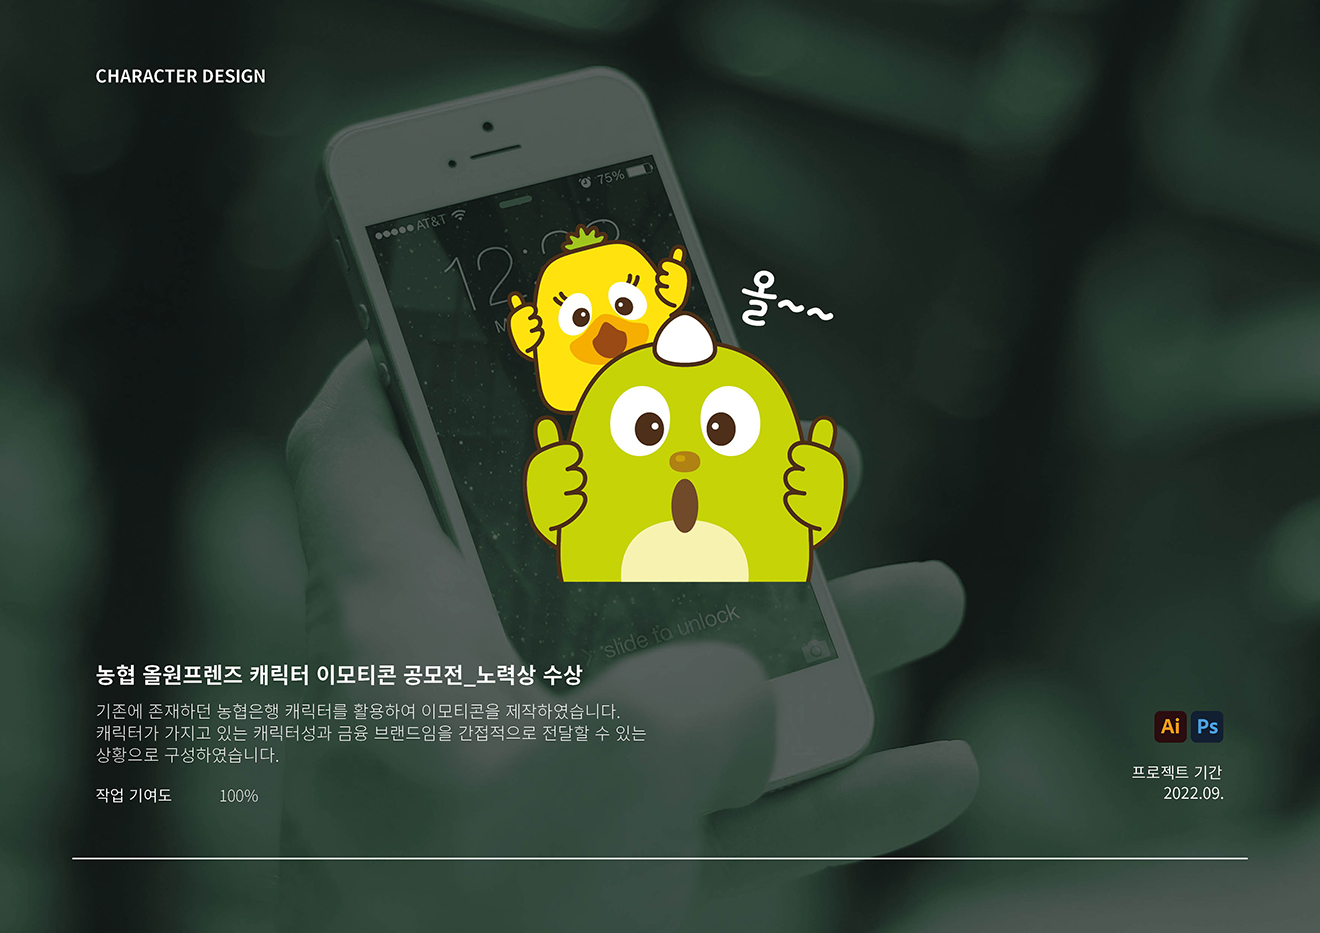 CHARACTER DESIGN
AT&T
75%
slide to unlock
올~~
농협 올원프렌즈 캐릭터 이모티콘 공모전_노력상 수상
기존에 존재하던 농협은행 캐릭터를 활용하여 이모티콘을 제작하였습니다.
캐릭터가 가지고 있는 캐릭터성과 금융 브랜드임을 간접적으로 전달할 수 있는
상황으로 구성하였습니다.
작업 기여도 100%
Ai Ps
프로젝트 기간
2022.09.